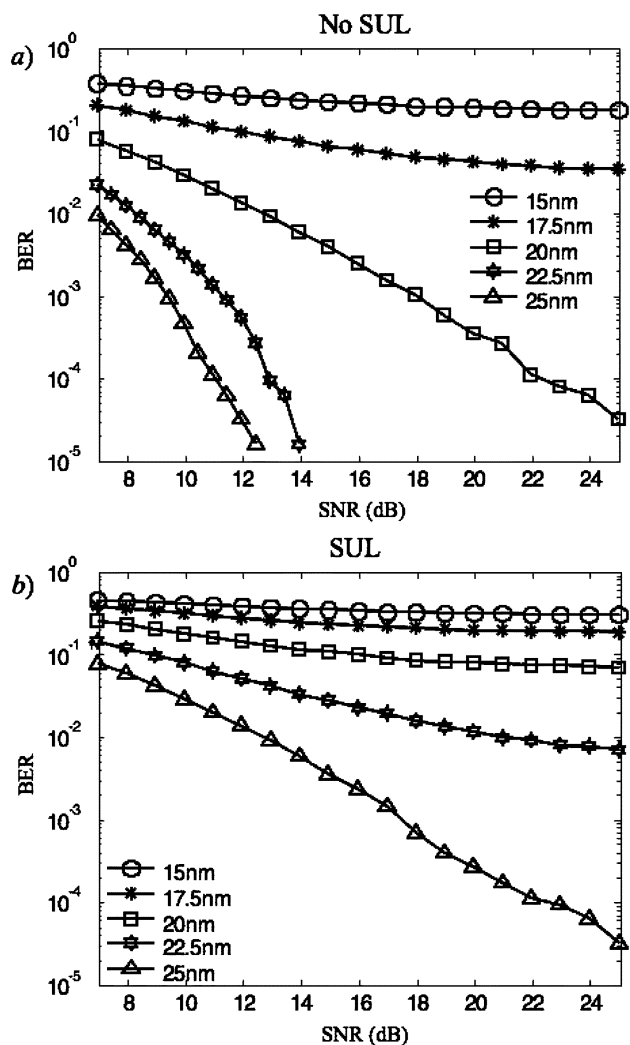 No SUL
a)
10^0
10^-1
10^-2
10^-3
10^-4
10^-5
BER
15nm
17.5nm
20nm
22.5nm
25nm
8 10 12 14 16 18 20 22 24
SNR (dB)
SUL
b)
10^0
10^-1
10^-2
10^-3
10^-4
10^-5
BER
15nm
17.5nm
20nm
22.5nm
25nm
8 10 12 14 16 18 20 22 24
SNR (dB)